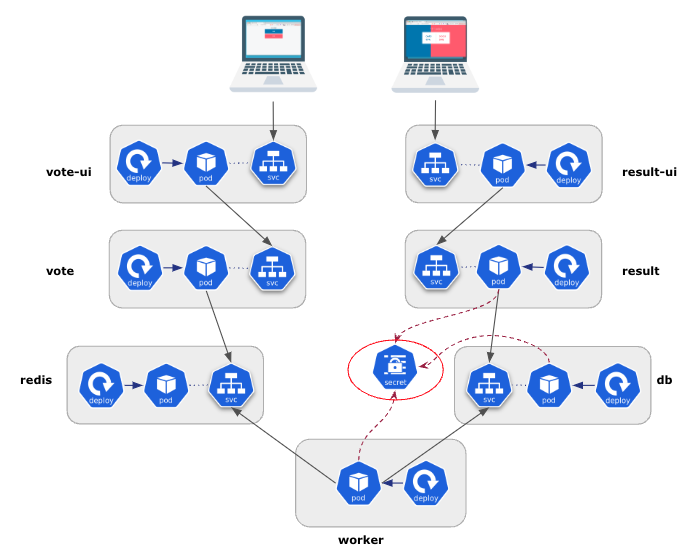 vote-ui
deploy
pod
svc
svc
pod
deploy
result-ui
vote
deploy
pod
svc
svc
pod
deploy
result
redis
deploy
pod
svc
secret
svc
pod
deploy
db
pod
deploy
worker